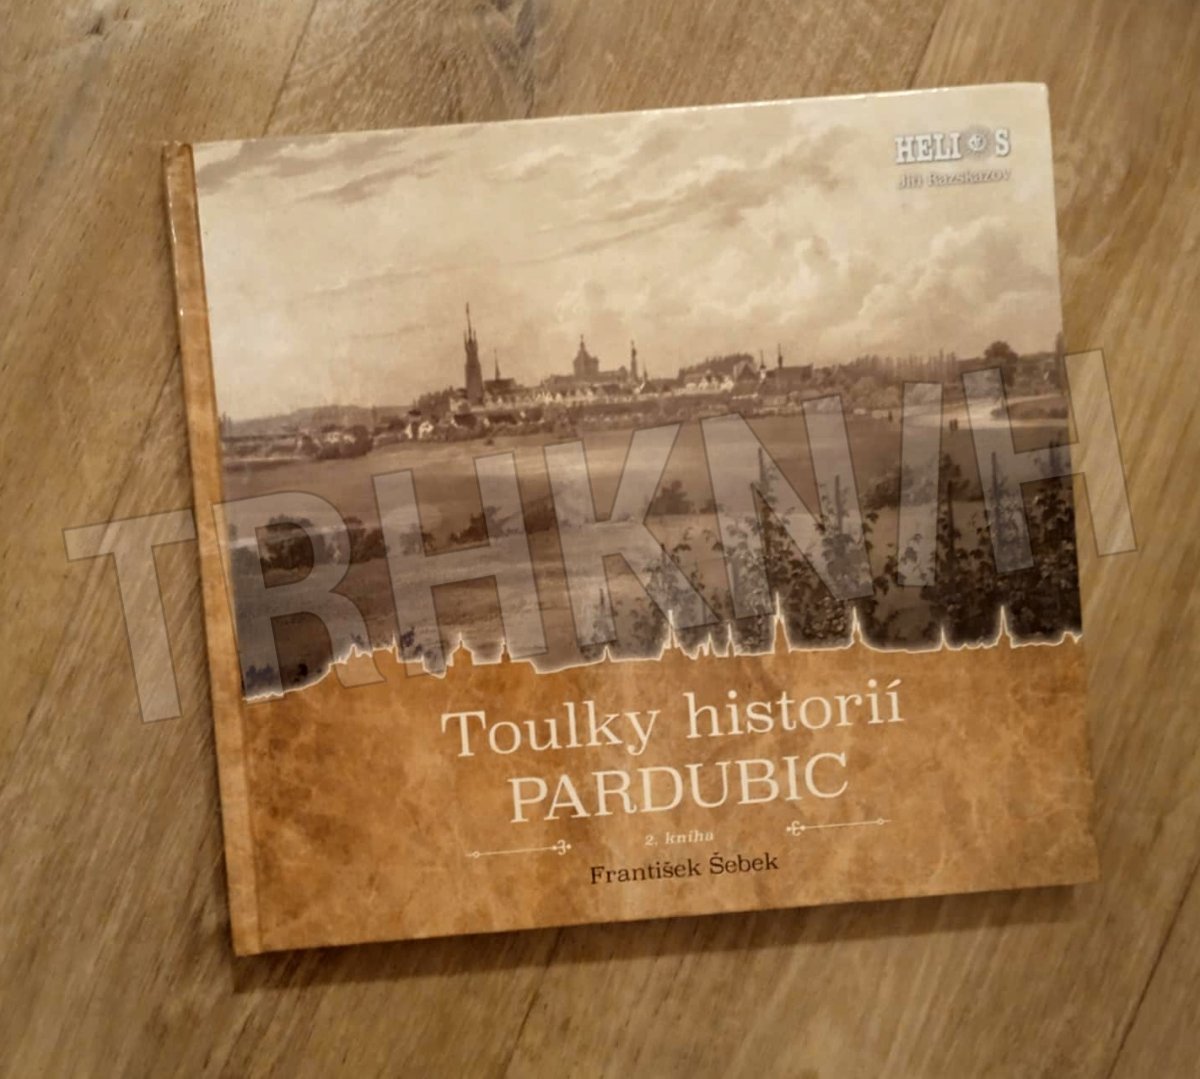 HELIOS
Jiří Razskazov
TRHKNIH
Toulky historií
PARDUBIC
2. kniha
František Šebek